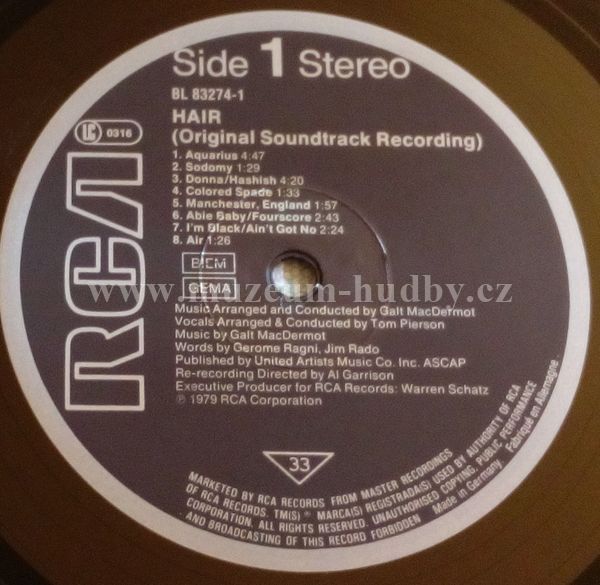 Side 1 Stereo
BL 83274-1
HAIR
(Original Soundtrack Recording)
LC 0316
RCA
1. Aquarius 4:47
2. Sodomy 1:29
3. Donna/Hashish 4:20
4. Colored Spade 1:33
5. Manchester, England 1:57
6. Abie Baby/Fourscore 2:43
7. I'm Black/Ain't Got No 2:24
8. Air 1:26
BIEM
GEMA
www.muzeum-hudby.cz
Music Arranged and Conducted by Galt MacDermot
Vocals Arranged & Conducted by Tom Pierson
Music by Galt MacDermot
Words by Gerome Ragni, Jim Rado
Published by United Artists Music Co. Inc. ASCAP
Re-recording Directed by Al Garrison
Executive Producer for RCA Records: Warren Schatz
℗ 1979 RCA Corporation
33
MARKETED BY RCA RECORDS FROM MASTER RECORDINGS
OF RCA RECORDS. TM(S) ® MARCA(S) REGISTRADA(S) USED BY AUTHORITY OF RCA
CORPORATION. ALL RIGHTS RESERVED. UNAUTHORISED COPYING, PUBLIC PERFORMANCE
AND BROADCASTING OF THIS RECORD FORBIDDEN
Made in Germany
Fabriqué en Allemagne